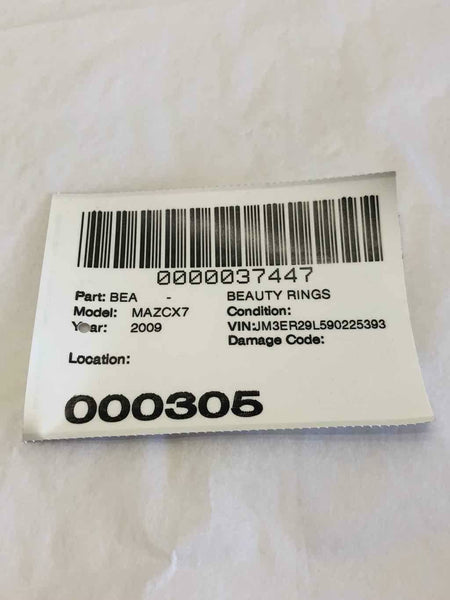 0000037447
Part: BEA - BEAUTY RINGS
Model: MAZCX7 Condition:
Year: 2009 VIN:JM3ER29L590225393
Damage Code:
Location:
000305